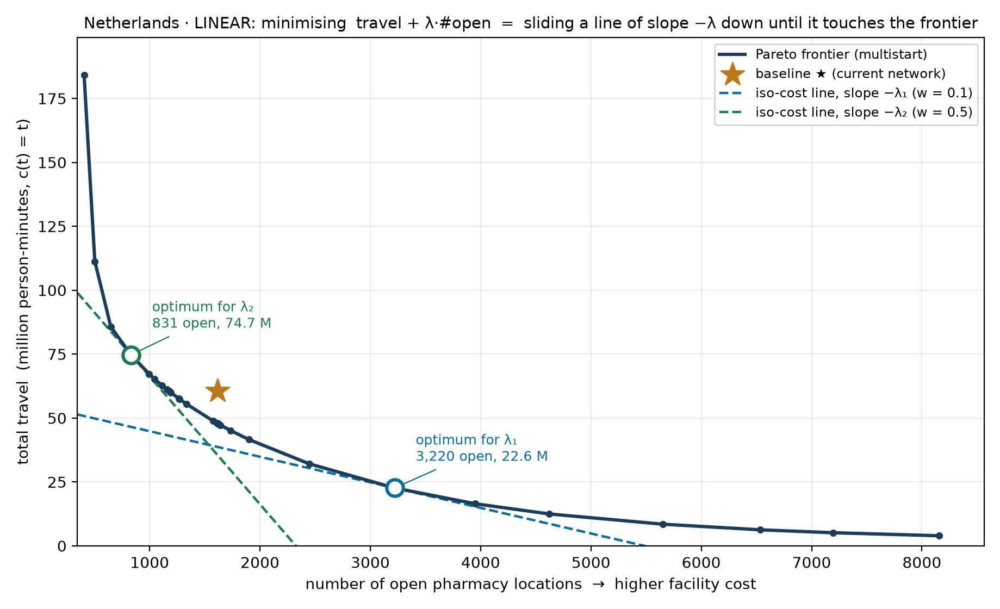 Netherlands · LINEAR: minimising  travel + λ·#open  =  sliding a line of slope −λ down until it touches the frontier
Pareto frontier (multistart)
baseline ★ (current network)
iso-cost line, slope −λ₁ (w = 0.1)
iso-cost line, slope −λ₂ (w = 0.5)
total travel  (million person-minutes, c(t) = t)
175
150
125
100
75
50
25
0
optimum for λ₂
831 open, 74.7 M
optimum for λ₁
3,220 open, 22.6 M
1000 2000 3000 4000 5000 6000 7000 8000
number of open pharmacy locations  →  higher facility cost